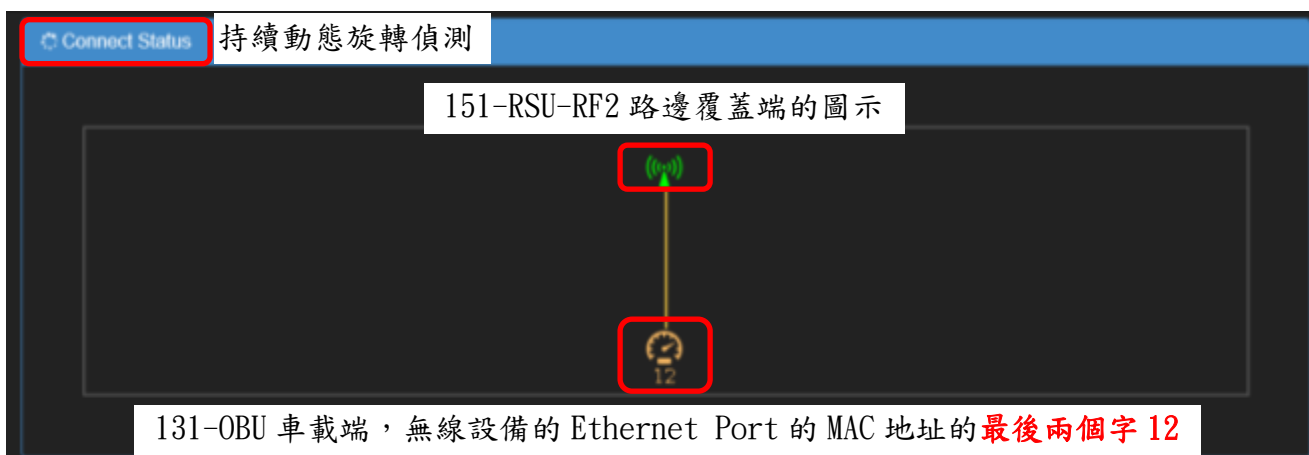 Connect Status
持續動態旋轉偵測
151-RSU-RF2 路邊覆蓋端的圖示
12
131-OBU 車載端，無線設備的 Ethernet Port 的 MAC 地址的最後兩個字 12